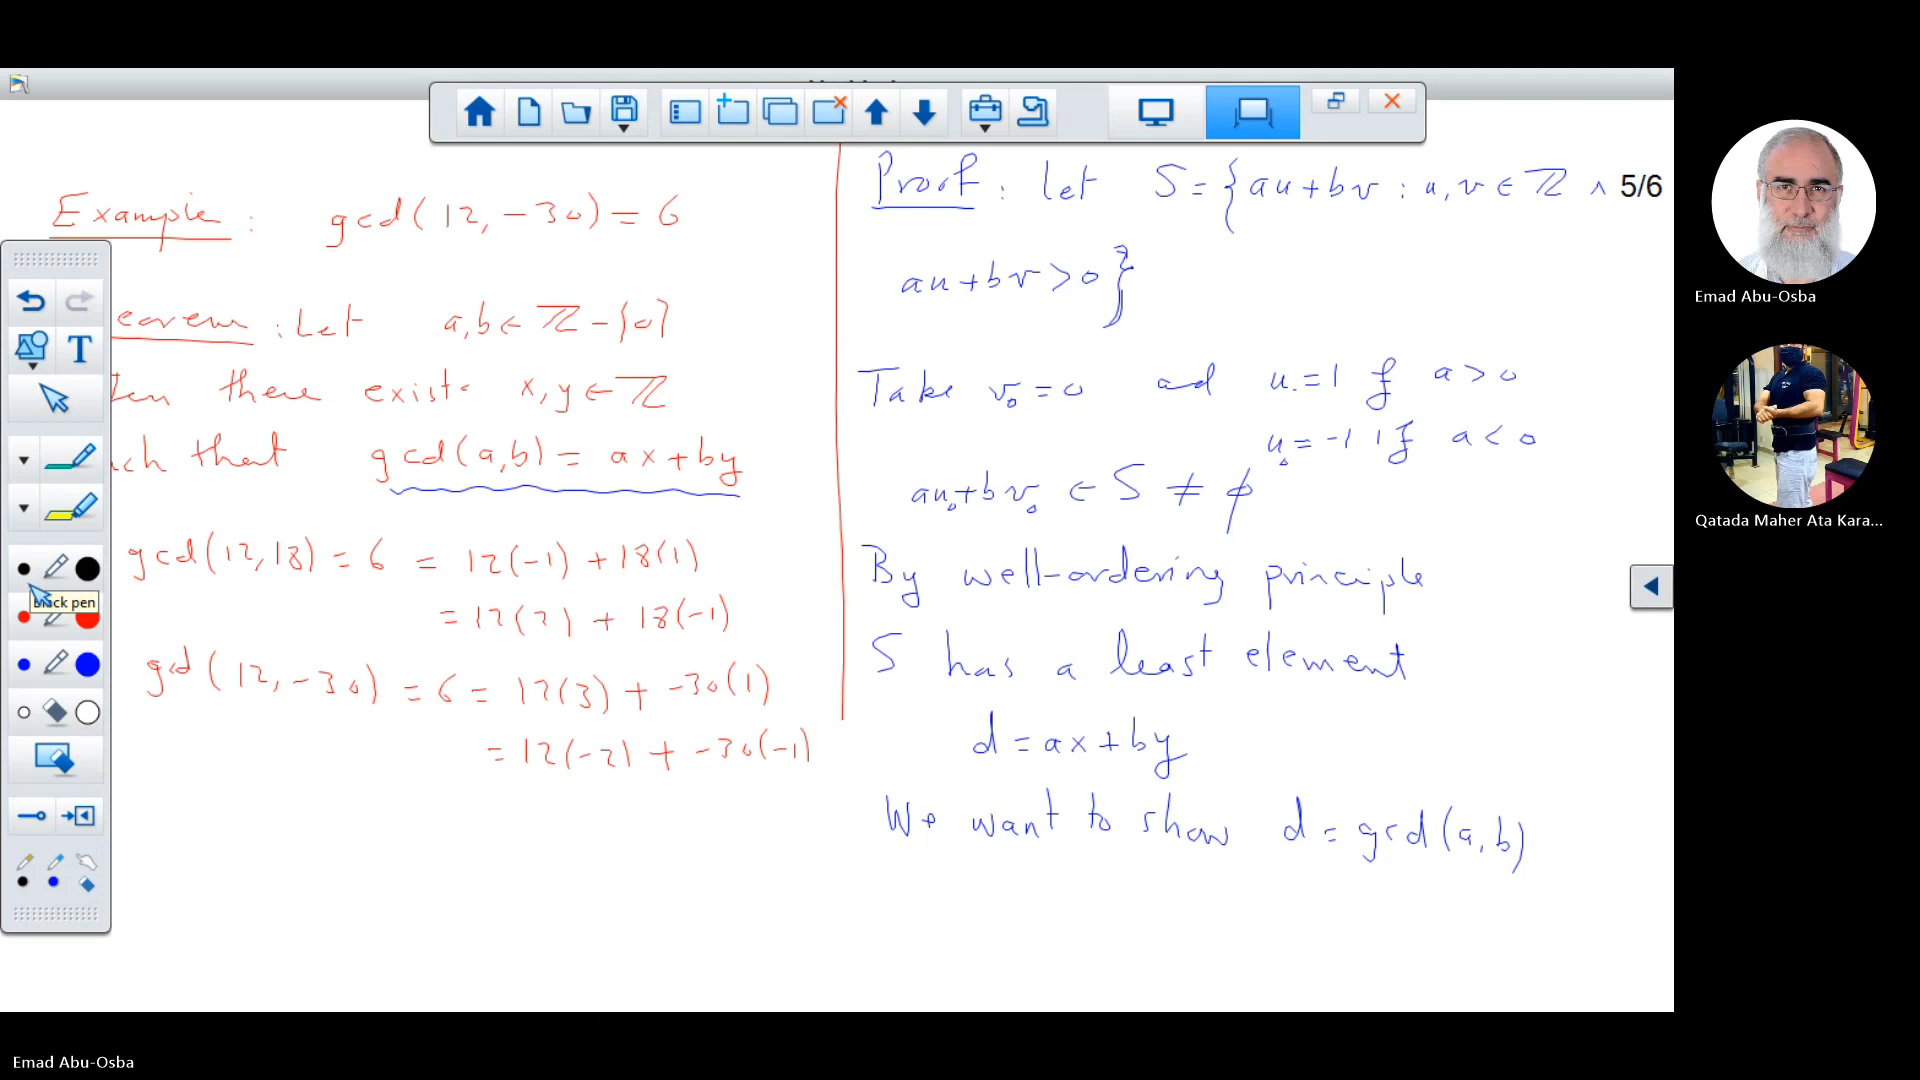 Example : gcd(12, -30) = 6
eorem : Let a, b ∈ ℤ - {0}
then there exists x, y ∈ ℤ
such that gcd(a,b) = ax + by
gcd(12,18) = 6 = 12(-1) + 18(1)
= 12(2) + 18(-1)
gcd(12, -30) = 6 = 12(3) + -30(1)
= 12(-2) + -30(-1)
T
black pen
Proof : let S = {au + bv : u, v ∈ ℤ ∧
5/6
au + bv > 0}
Take v₀ = 0 and u₀ = 1 if a > 0
u₀ = -1 if a < 0
au₀ + bv₀ ∈ S ≠ ϕ
By well-ordering principle
S has a least element
d = ax + by
We want to show d = gcd(a, b)
Emad Abu-Osba
Qatada Maher Ata Kara...
Emad Abu-Osba